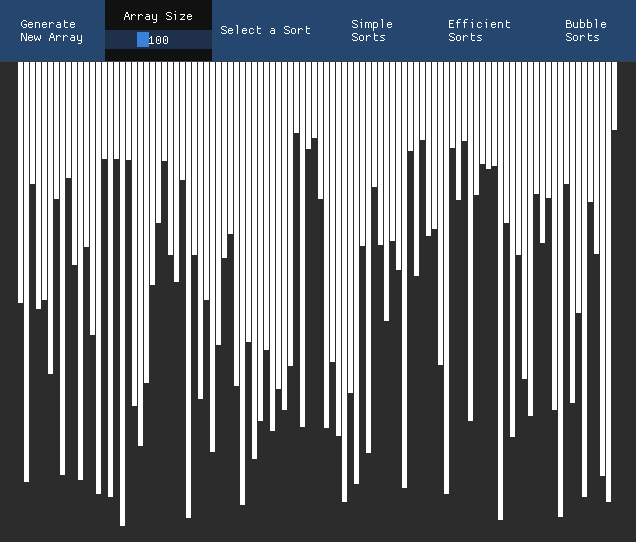 Generate
New Array
Array Size
100
Select a Sort
Simple
Sorts
Efficient
Sorts
Bubble
Sorts